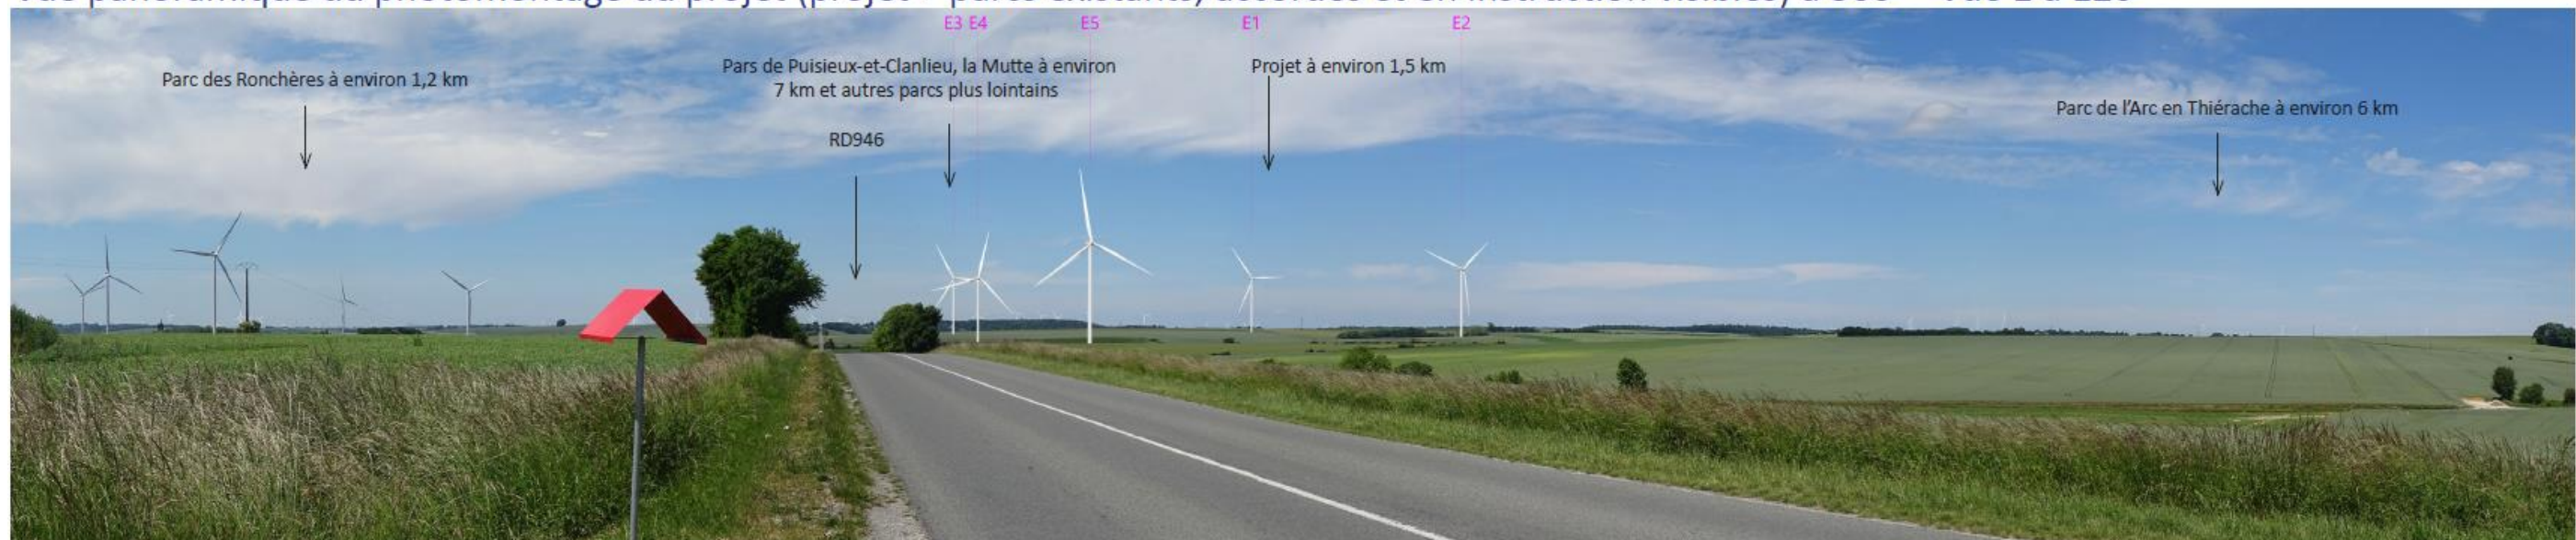 E3 E4 E5 E1 E2
Parc des Ronchères à environ 1,2 km
Pars de Puisieux-et-Clanlieu, la Mutte à environ
7 km et autres parcs plus lointains
RD946
Projet à environ 1,5 km
Parc de l'Arc en Thiérache à environ 6 km